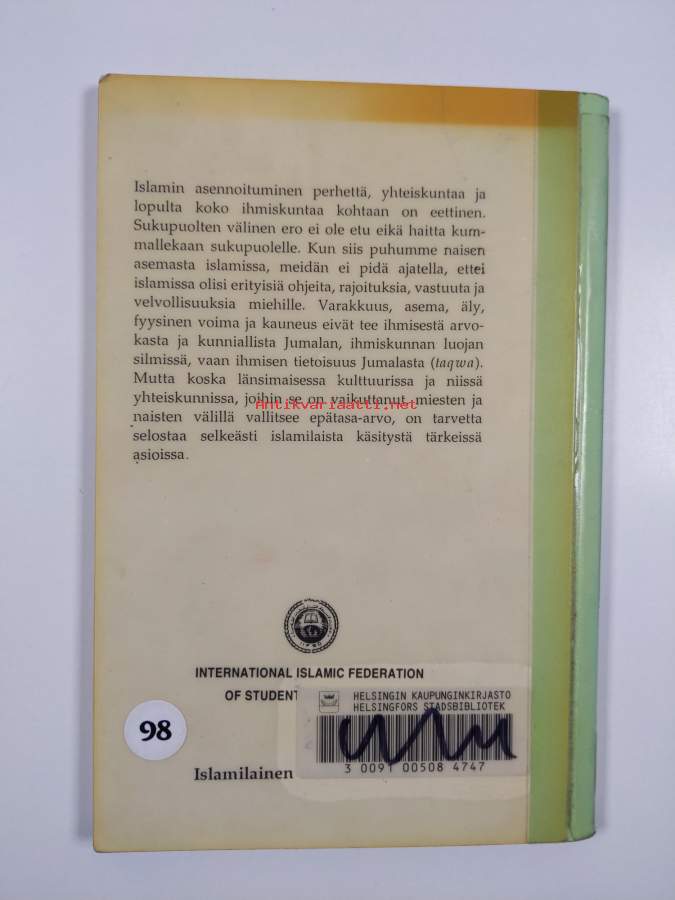 Islamin asennoituminen perhettä, yhteiskuntaa ja
lopulta koko ihmiskuntaa kohtaan on eettinen.
Sukupuolten välinen ero ei ole etu eikä haitta kum-
mallekaan sukupuolelle. Kun siis puhumme naisen
asemasta islamissa, meidän ei pidä ajatella, ettei
islamissa olisi erityisiä ohjeita, rajoituksia, vastuuta ja
velvollisuuksia miehille. Varakkuus, asema, äly,
fyysinen voima ja kauneus eivät tee ihmisestä arvo-
kasta ja kunniallista Jumalan, ihmiskunnan luojan
silmissä, vaan ihmisen tietoisuus Jumalasta (taqwa).
Mutta koska länsimaisessa kulttuurissa ja niissä
yhteiskunnissa, joihin se on vaikuttanut, miesten ja
Antikvariaatti.net
naisten välillä vallitsee epätasa-arvo, on tarvetta
selostaa selkeästi islamilaista käsitystä tärkeissä
asioissa.
INTERNATIONAL ISLAMIC FEDERATION
OF STUDENT
HELSINGIN KAUPUNGINKIRJASTO
HELSINGFORS STADSBIBLIOTEK
98
3 0091 00508 4747
Islamilainen